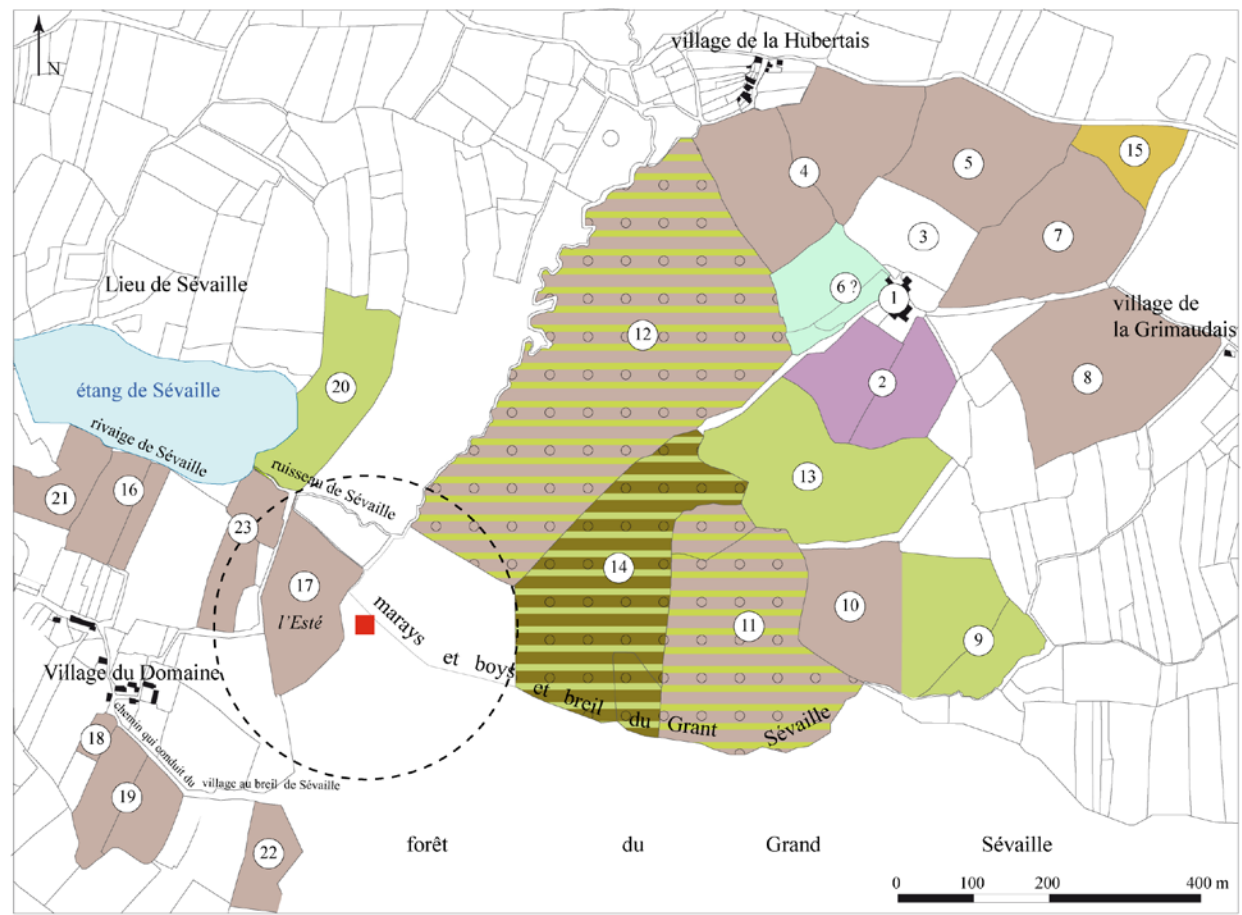 N
village de la Hubertais
15
4
5
3
7
Lieu de Sévaille
6 ?
1
village de
la Grimaudais
12
étang de Sévaille
20
2
8
rivaige de Sévaille
ruisseau de Sévaille
13
21
16
23
14
17
l'Esté
10
11
9
marays et boys et breil du Grant Sévaille
Village du Domaine
chemin qui conduit du village au breil de Sévaille
18
19
22
forêt du Grand Sévaille
0 100 200 400 m